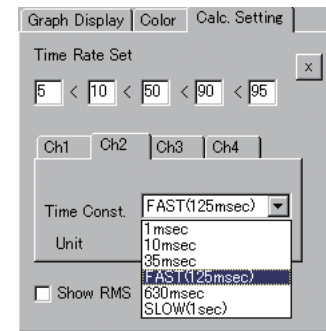 Graph Display Color Calc. Setting
Time Rate Set
x
5 < 10 < 50 < 90 < 95
Ch1 Ch2 Ch3 Ch4
Time Const. FAST(125msec)
Unit
1msec
10msec
35msec
FAST(125msec)
630msec
SLOW(1sec)
Show RMS